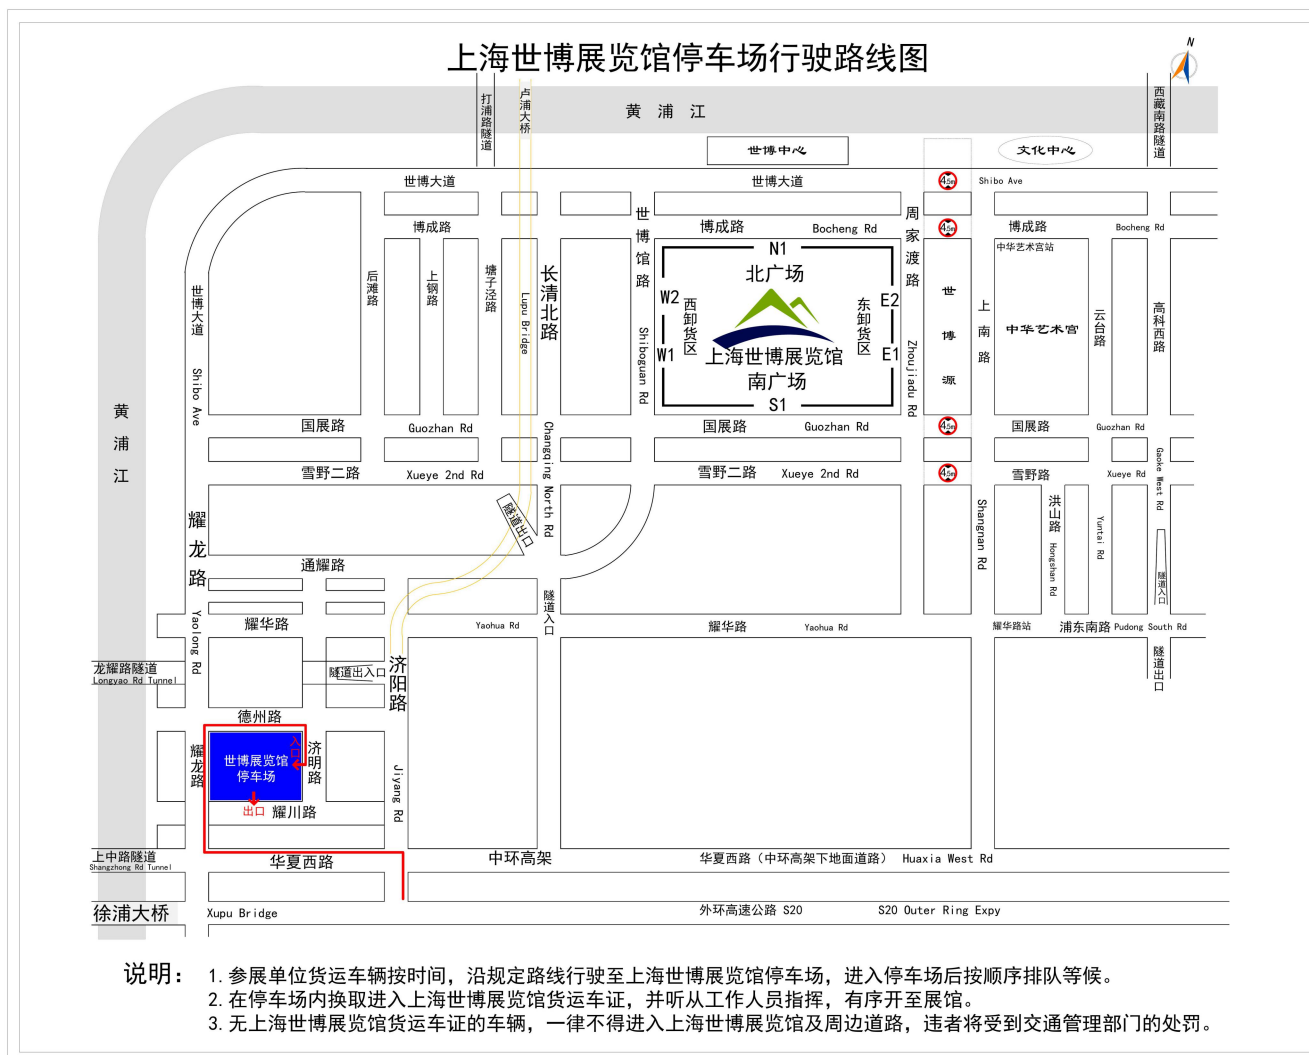 上海世博展览馆停车场行驶路线图
N
打浦路隧道
卢浦大桥
黄浦江
西藏南路隧道
世博中心
文化中心
世博大道
世博大道
4.5m
Shibo Ave
博成路
世博馆路
博成路
Bocheng Rd
周家渡路
4.5m
博成路
Bocheng Rd
中华艺术宫站
世博大道
Shibo Ave
后滩路
上钢路
塘子泾路
Lupu Bridge
长清北路
Shiboguan Rd
N1
北广场
W2
西卸货区
东卸货区
E2
W1
上海世博展览馆
E1
南广场
S1
Zhoujiadu Rd
世博源
上南路
中华艺术宫
云台路
高科西路
黄浦江
国展路
Guozhan Rd
Changqing North Rd
国展路
Guozhan Rd
4.5m
国展路
Guozhan Rd
雪野二路
Xueye 2nd Rd
雪野二路
Xueye 2nd Rd
4.5m
雪野路
Xueye Rd
Gaoke West Rd
耀龙路
隧道出口
Shangnan Rd
洪山路
Hongshan Rd
Yuntai Rd
隧道入口
通耀路
隧道入口
Yaolong Rd
耀华路
Yaohua Rd
耀华路
Yaohua Rd
耀华路站
浦东南路
Pudong South Rd
隧道出口
龙耀路隧道
Longyao Rd Tunnel
隧道出入口
济阳路
德州路
耀龙路
世博展览馆
停车场
入口
济明路
Jiyang Rd
出口
耀川路
上中路隧道
Shangzhong Rd Tunnel
华夏西路
中环高架
华夏西路（中环高架下地面道路）
Huaxia West Rd
徐浦大桥
Xupu Bridge
外环高速公路 S20
S20 Outer Ring Expy
说明：
1. 参展单位货运车辆按时间，沿规定路线行驶至上海世博展览馆停车场，进入停车场后按顺序排队等候。
2. 在停车场内换取进入上海世博展览馆货运车证，并听从工作人员指挥，有序开至展馆。
3. 无上海世博展览馆货运车证的车辆，一律不得进入上海世博展览馆及周边道路，违者将受到交通管理部门的处罚。